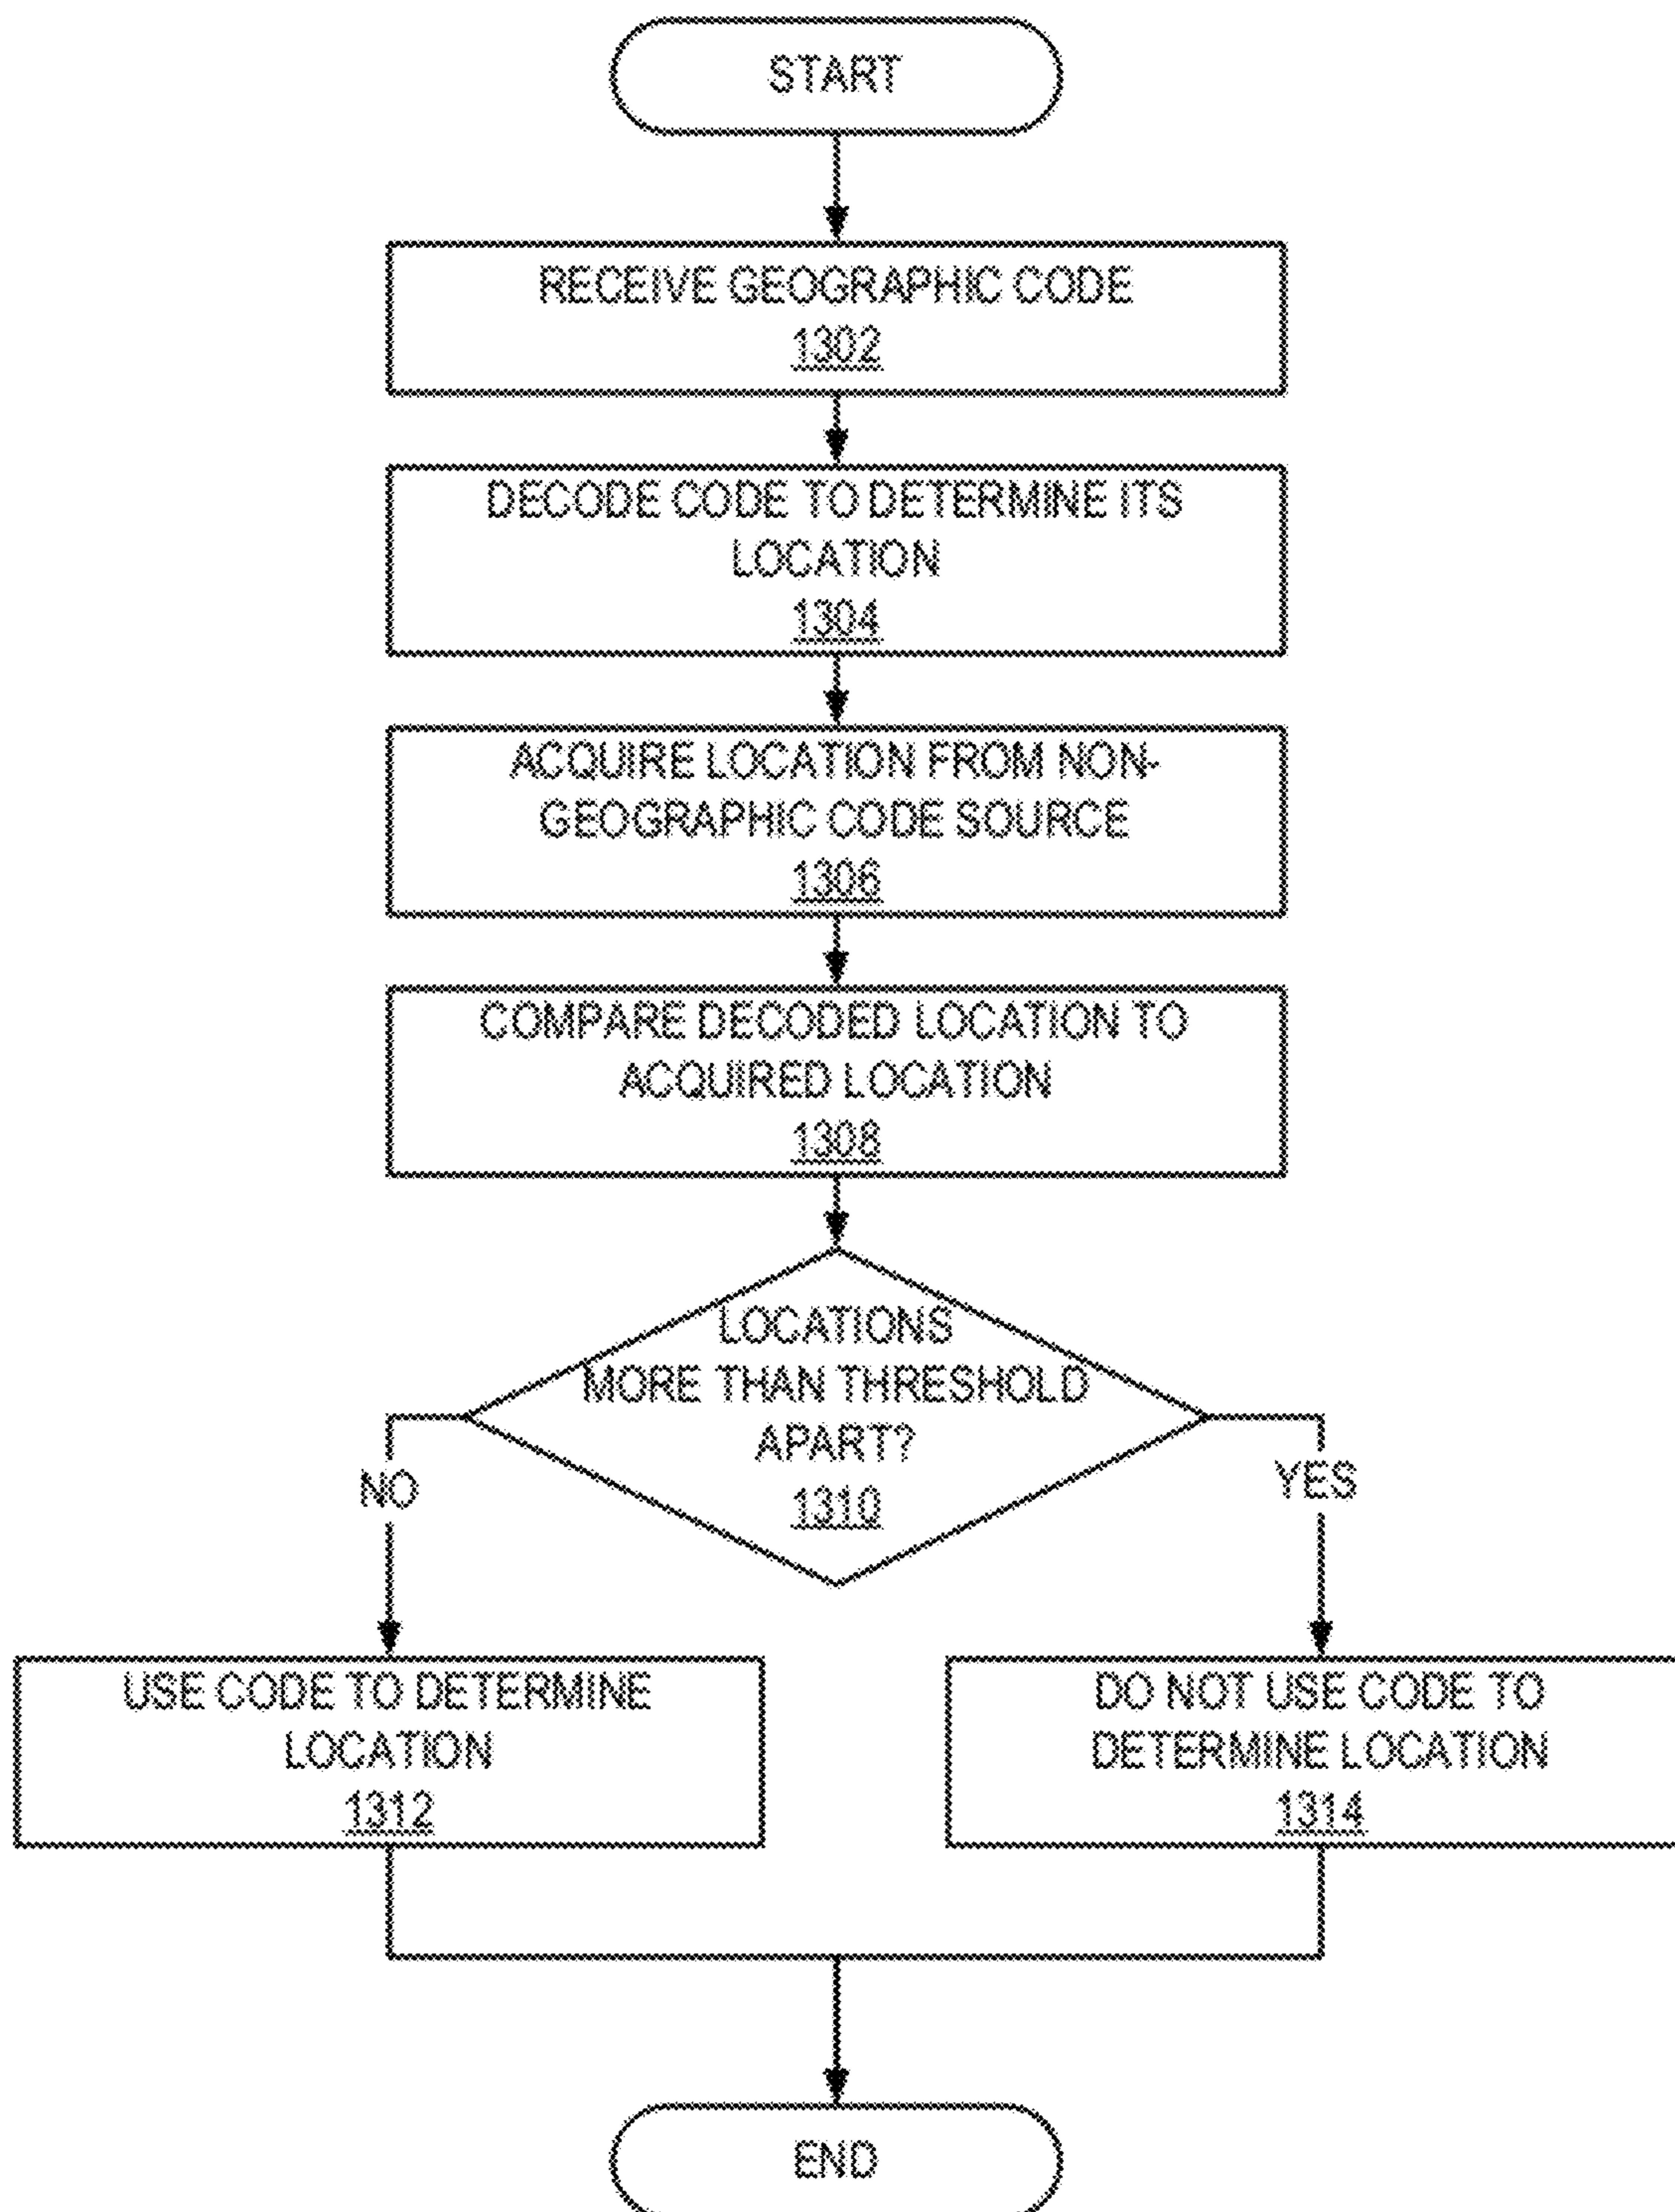 START
RECEIVE GEOGRAPHIC CODE
1302
DECODE CODE TO DETERMINE ITS
LOCATION
1304
ACQUIRE LOCATION FROM NON-
GEOGRAPHIC CODE SOURCE
1306
COMPARE DECODED LOCATION TO
ACQUIRED LOCATION
1308
LOCATIONS
MORE THAN THRESHOLD
APART?
1310
NO
YES
USE CODE TO DETERMINE
LOCATION
1312
DO NOT USE CODE TO
DETERMINE LOCATION
1314
END